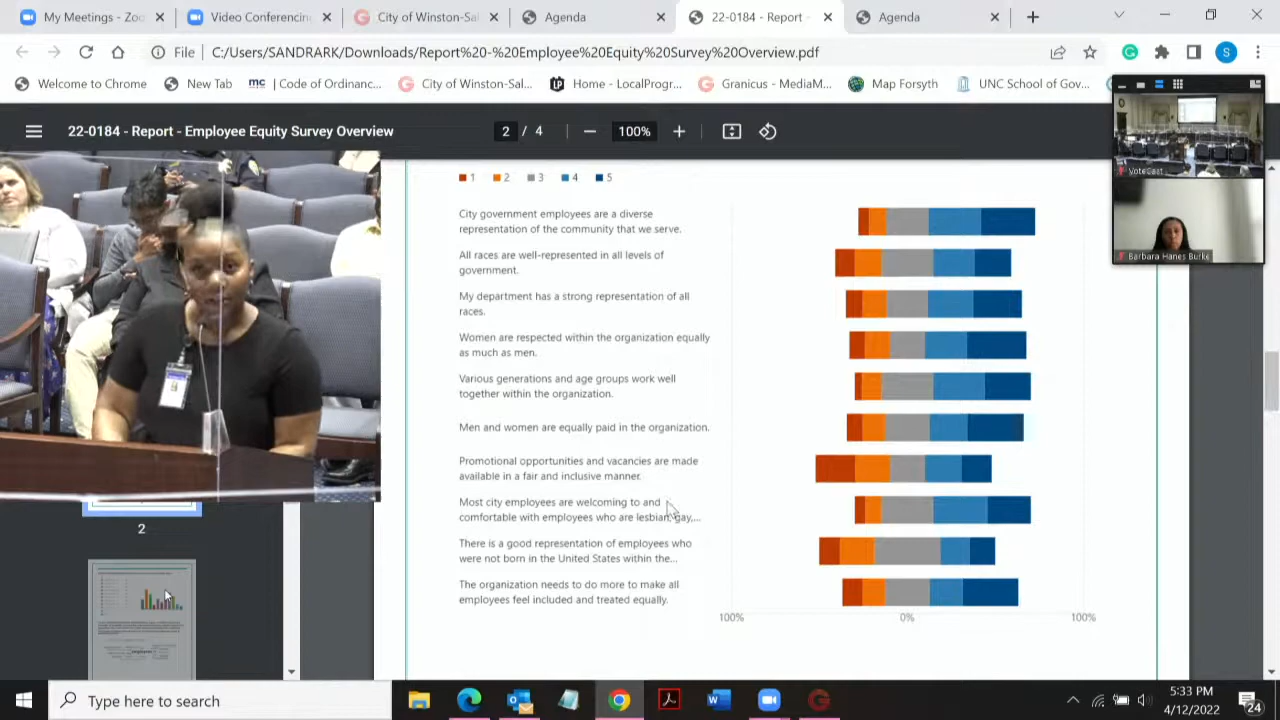 My Meetings - Zoo
Video Conferencing
City of Winston-Sal
Agenda
22-0184 - Report -
Agenda
File
C:/Users/SANDRARK/Downloads/Report%20-%20Employee%20Equity%20Survey%20Overview.pdf
S
Welcome to Chrome
New Tab
mc
| Code of Ordinanc...
City of Winston-Sal...
Home - LocalProgr...
Granicus - MediaM...
Map Forsyth
UNC School of Gov...
22-0184 - Report - Employee Equity Survey Overview
2 / 4
100%
VoteCast
Barbara Hanes Burke
1 2 3 4 5
City government employees are a diverse
representation of the community that we serve.
All races are well-represented in all levels of
government.
My department has a strong representation of all
races.
Women are respected within the organization equally
as much as men.
Various generations and age groups work well
together within the organization.
Men and women are equally paid in the organization.
Promotional opportunities and vacancies are made
available in a fair and inclusive manner.
Most city employees are welcoming to and
comfortable with employees who are lesbian, gay,...
There is a good representation of employees who
were not born in the United States within the...
The organization needs to do more to make all
employees feel included and treated equally.
100% 0% 100%
2
Type here to search
5:33 PM
4/12/2022
24